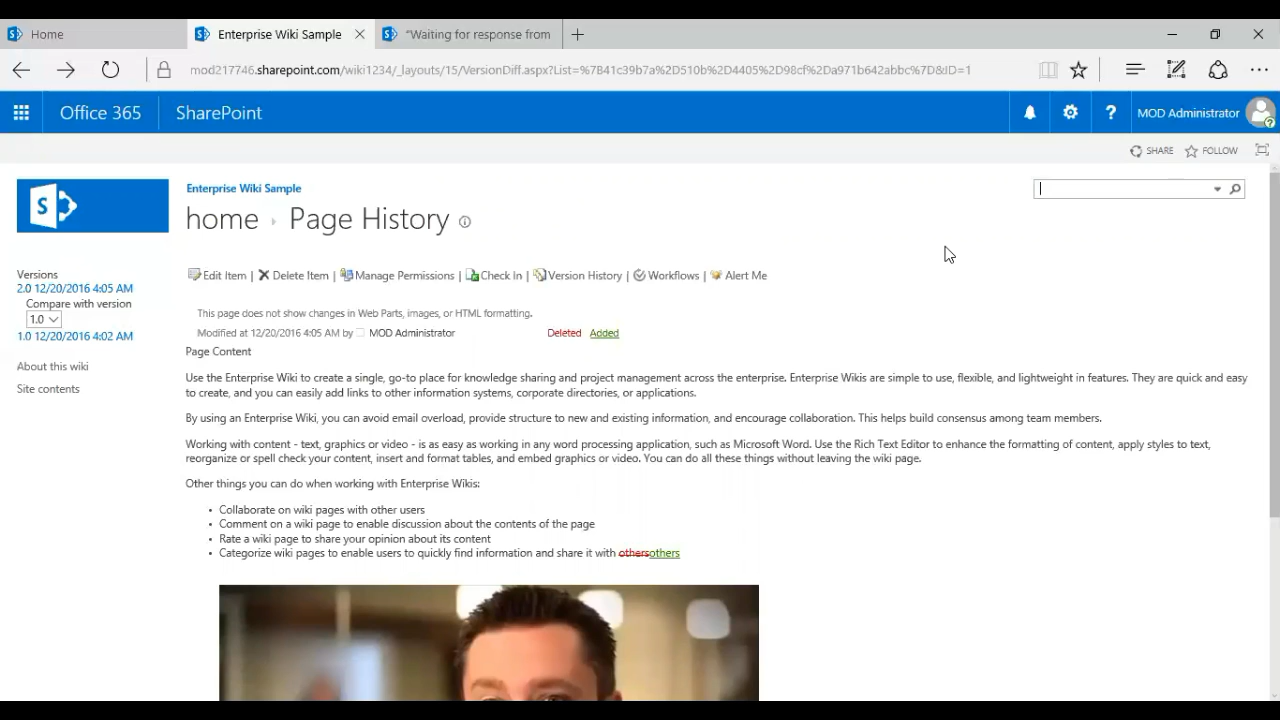 Home
Enterprise Wiki Sample
"Waiting for response from
mod217746.sharepoint.com/wiki1234/_layouts/15/VersionDiff.aspx?List=%7B41c39b7a%2D510b%2D4405%2D98cf%2Da971b642abbc%7D&ID=1
Office 365 SharePoint MOD Administrator
SHARE FOLLOW
S Enterprise Wiki Sample
home Page History
Versions
2.0 12/20/2016 4:05 AM
Compare with version
1.0
1.0 12/20/2016 4:02 AM
About this wiki
Site contents
Edit Item | Delete Item | Manage Permissions | Check In | Version History | Workflows | Alert Me
This page does not show changes in Web Parts, images, or HTML formatting.
Modified at 12/20/2016 4:05 AM by MOD Administrator Deleted Added
Page Content
Use the Enterprise Wiki to create a single, go-to place for knowledge sharing and project management across the enterprise. Enterprise Wikis are simple to use, flexible, and lightweight in features. They are quick and easy
to create, and you can easily add links to other information systems, corporate directories, or applications.
By using an Enterprise Wiki, you can avoid email overload, provide structure to new and existing information, and encourage collaboration. This helps build consensus among team members.
Working with content - text, graphics or video - is as easy as working in any word processing application, such as Microsoft Word. Use the Rich Text Editor to enhance the formatting of content, apply styles to text,
reorganize or spell check your content, insert and format tables, and embed graphics or video. You can do all these things without leaving the wiki page.
Other things you can do when working with Enterprise Wikis:
• Collaborate on wiki pages with other users
• Comment on a wiki page to enable discussion about the contents of the page
• Rate a wiki page to share your opinion about its content
• Categorize wiki pages to enable users to quickly find information and share it with othersothers